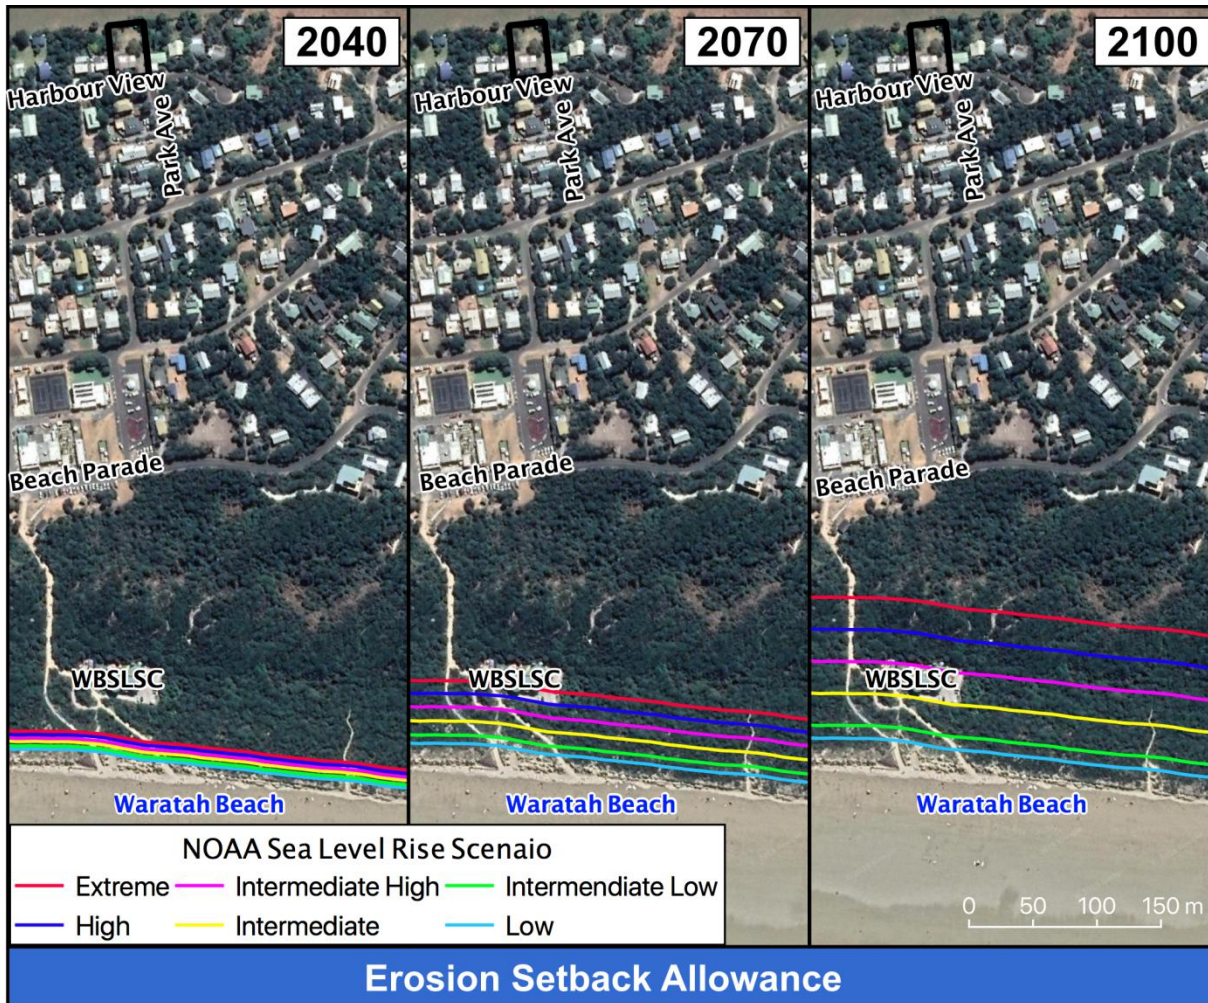 2040
2070
2100
Harbour View
Harbour View
Harbour View
Park Ave
Park Ave
Park Ave
Beach Parade
Beach Parade
Beach Parade
WBSLSC
WBSLSC
WBSLSC
Waratah Beach
Waratah Beach
Waratah Beach
NOAA Sea Level Rise Scenaio
Extreme
Intermediate High
Intermendiate Low
High
Intermediate
Low
0 50 100 150 m
Erosion Setback Allowance